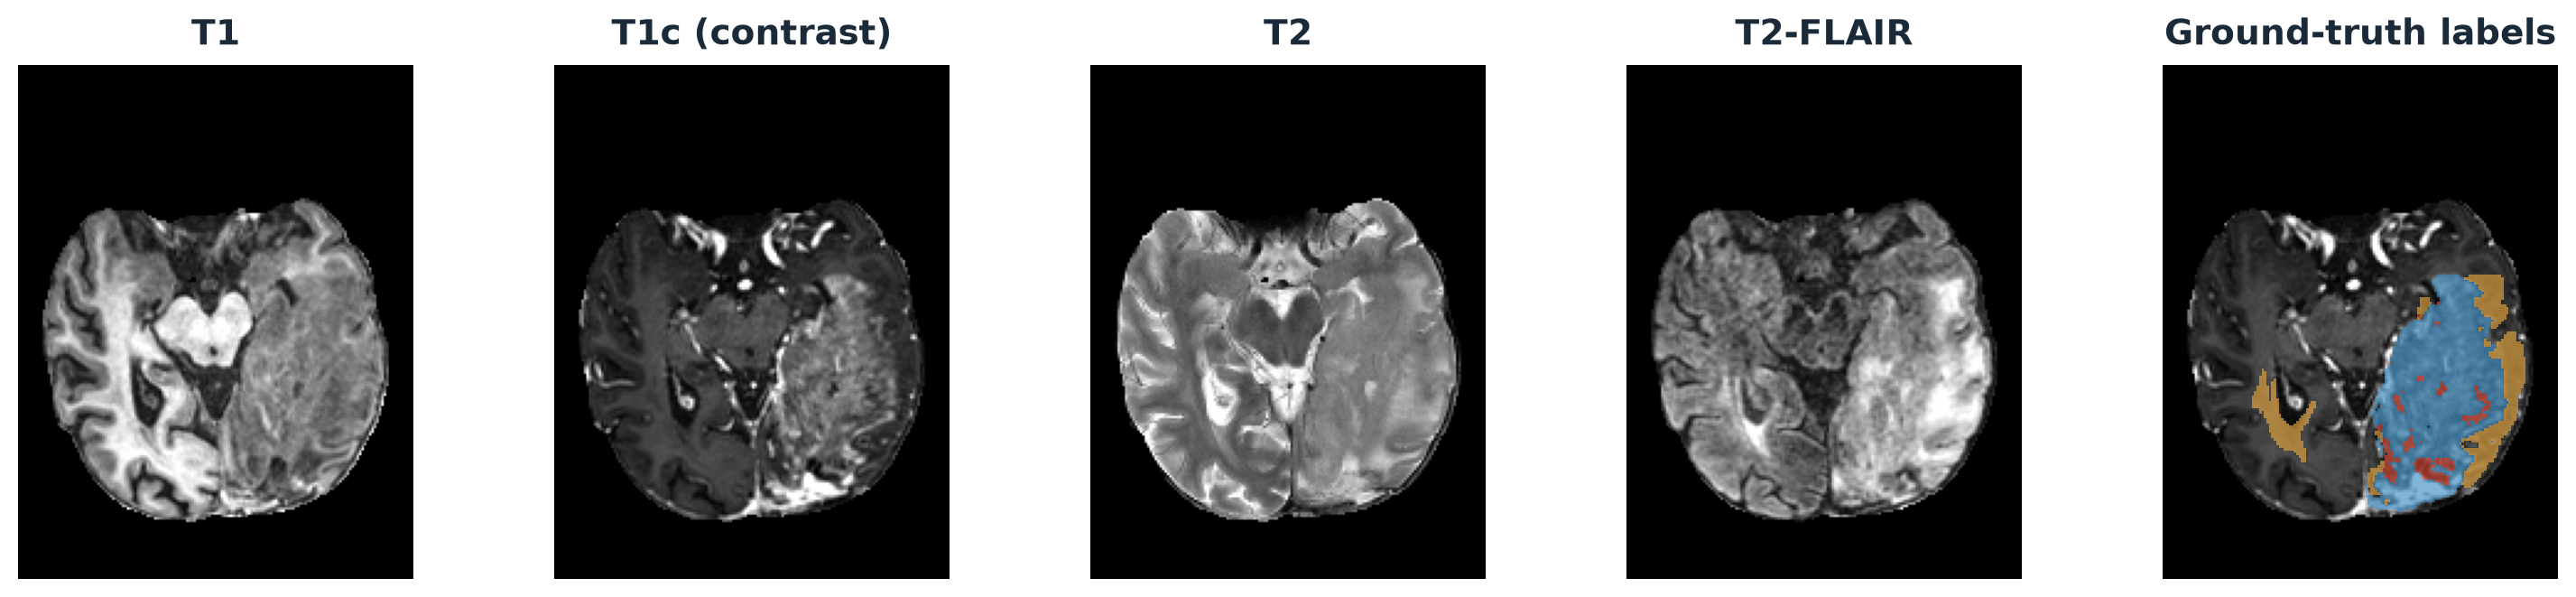 T1
T1c (contrast)
T2
T2-FLAIR
Ground-truth labels